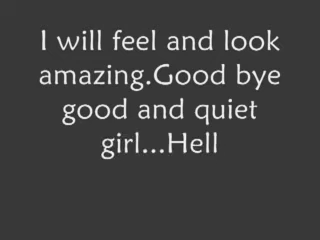 I will feel and look
amazing.Good bye
good and quiet
girl...Hell